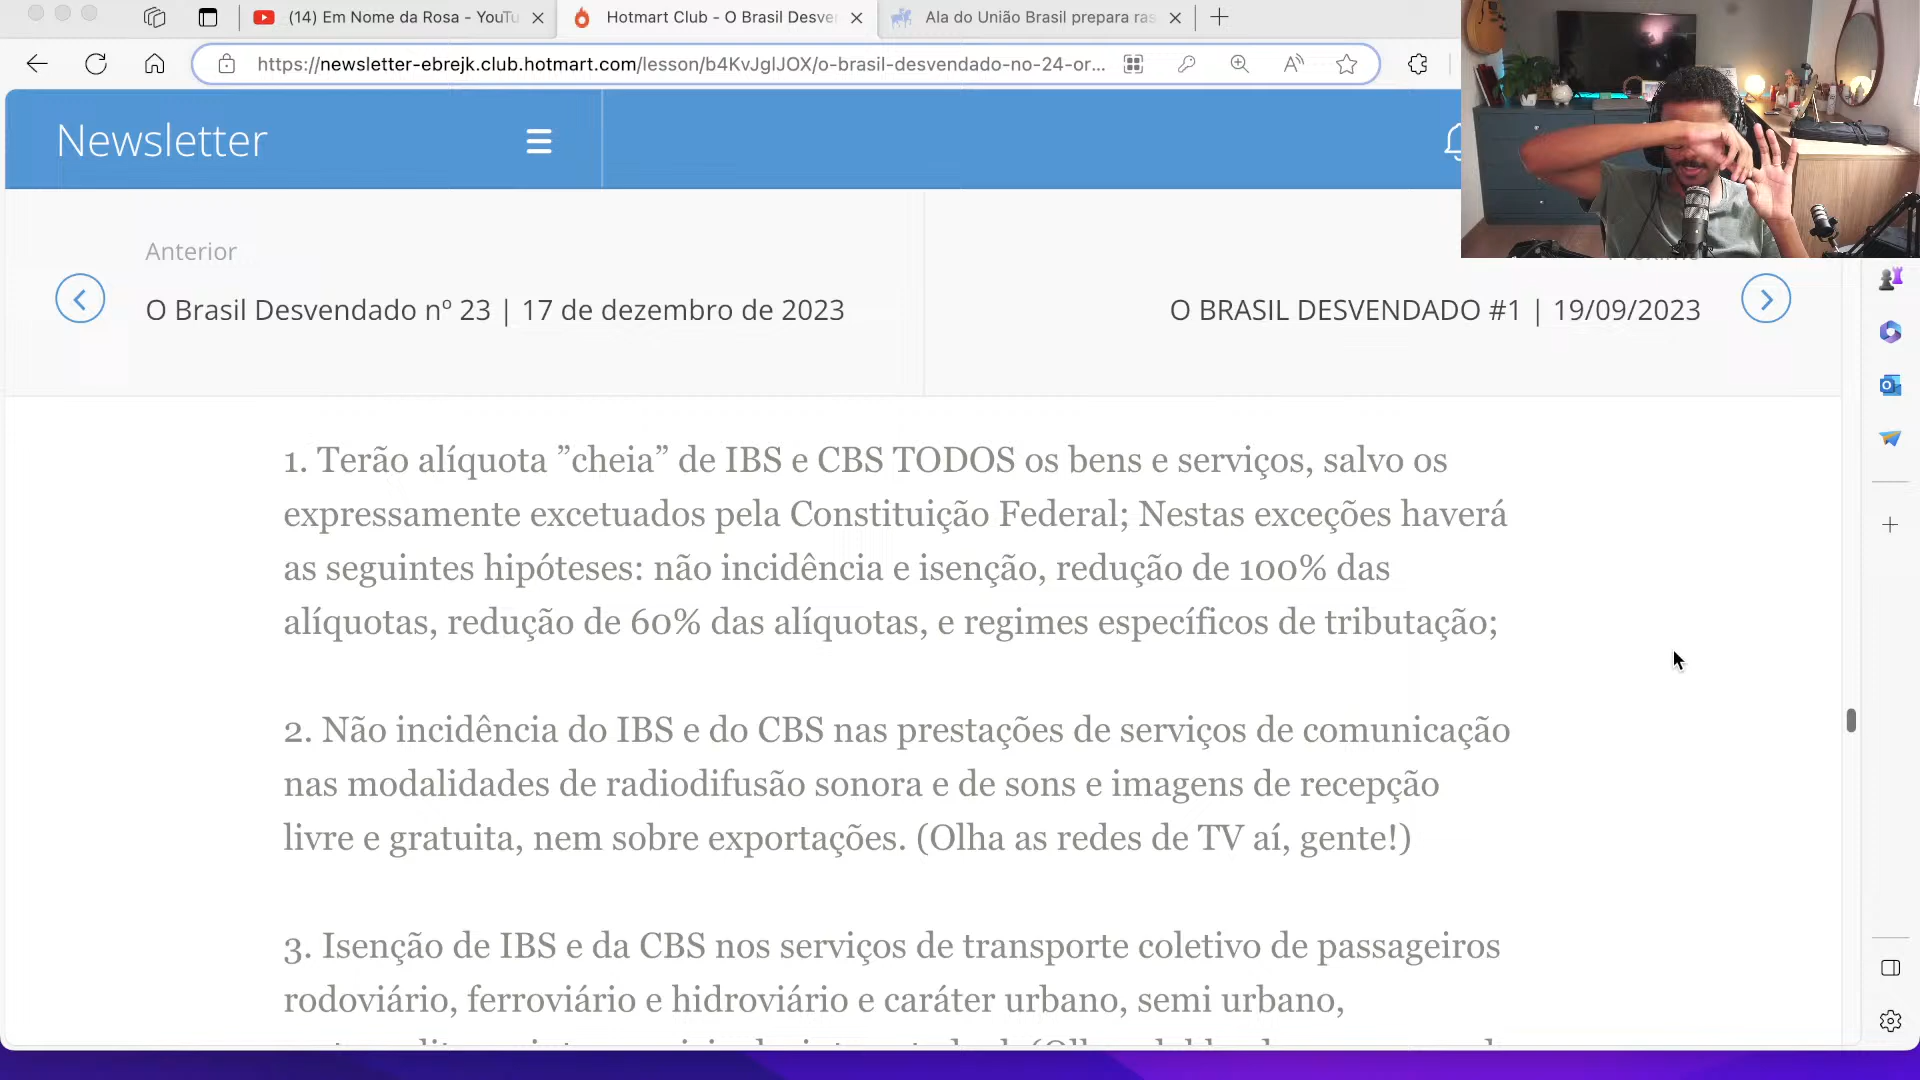 (14) Em Nome da Rosa - YouTu
Hotmart Club - O Brasil Desve
Ala do União Brasil prepara ras
https://newsletter-ebrejk.club.hotmart.com/lesson/b4KvJglJOX/o-brasil-desvendado-no-24-or...
Newsletter
Anterior
O Brasil Desvendado nº 23 | 17 de dezembro de 2023
O BRASIL DESVENDADO #1 | 19/09/2023
1. Terão alíquota ”cheia” de IBS e CBS TODOS os bens e serviços, salvo os
expressamente excetuados pela Constituição Federal; Nestas exceções haverá
as seguintes hipóteses: não incidência e isenção, redução de 100% das
alíquotas, redução de 60% das alíquotas, e regimes específicos de tributação;
2. Não incidência do IBS e do CBS nas prestações de serviços de comunicação
nas modalidades de radiodifusão sonora e de sons e imagens de recepção
livre e gratuita, nem sobre exportações. (Olha as redes de TV aí, gente!)
3. Isenção de IBS e da CBS nos serviços de transporte coletivo de passageiros
rodoviário, ferroviário e hidroviário e caráter urbano, semi urbano,